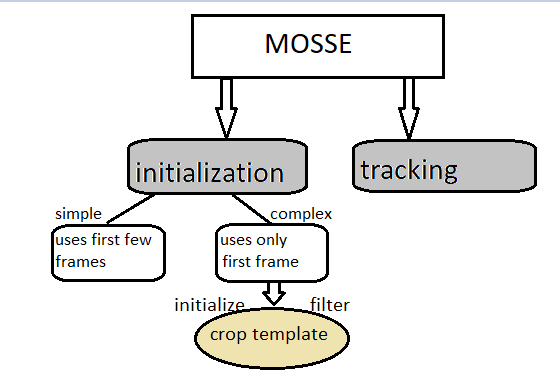 MOSSE
initialization
tracking
simple
complex
uses first few
frames
uses only
first frame
initialize
filter
crop template